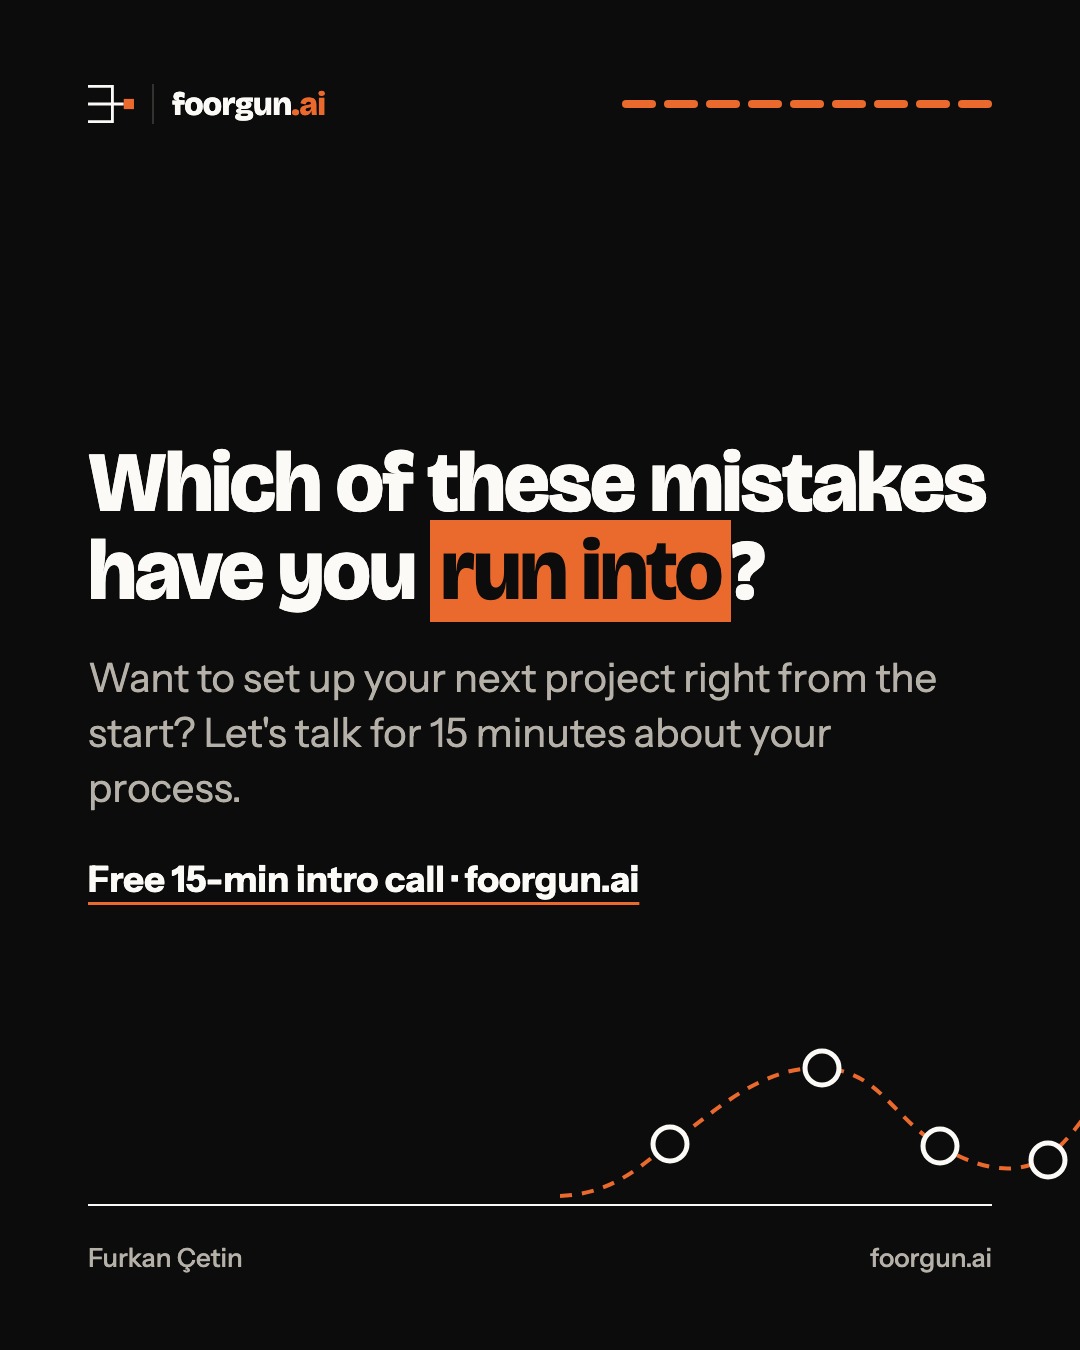 foorgun.ai
Which of these mistakes
have you run into?
Want to set up your next project right from the
start? Let's talk for 15 minutes about your
process.
Free 15-min intro call · foorgun.ai
Furkan Çetin
foorgun.ai